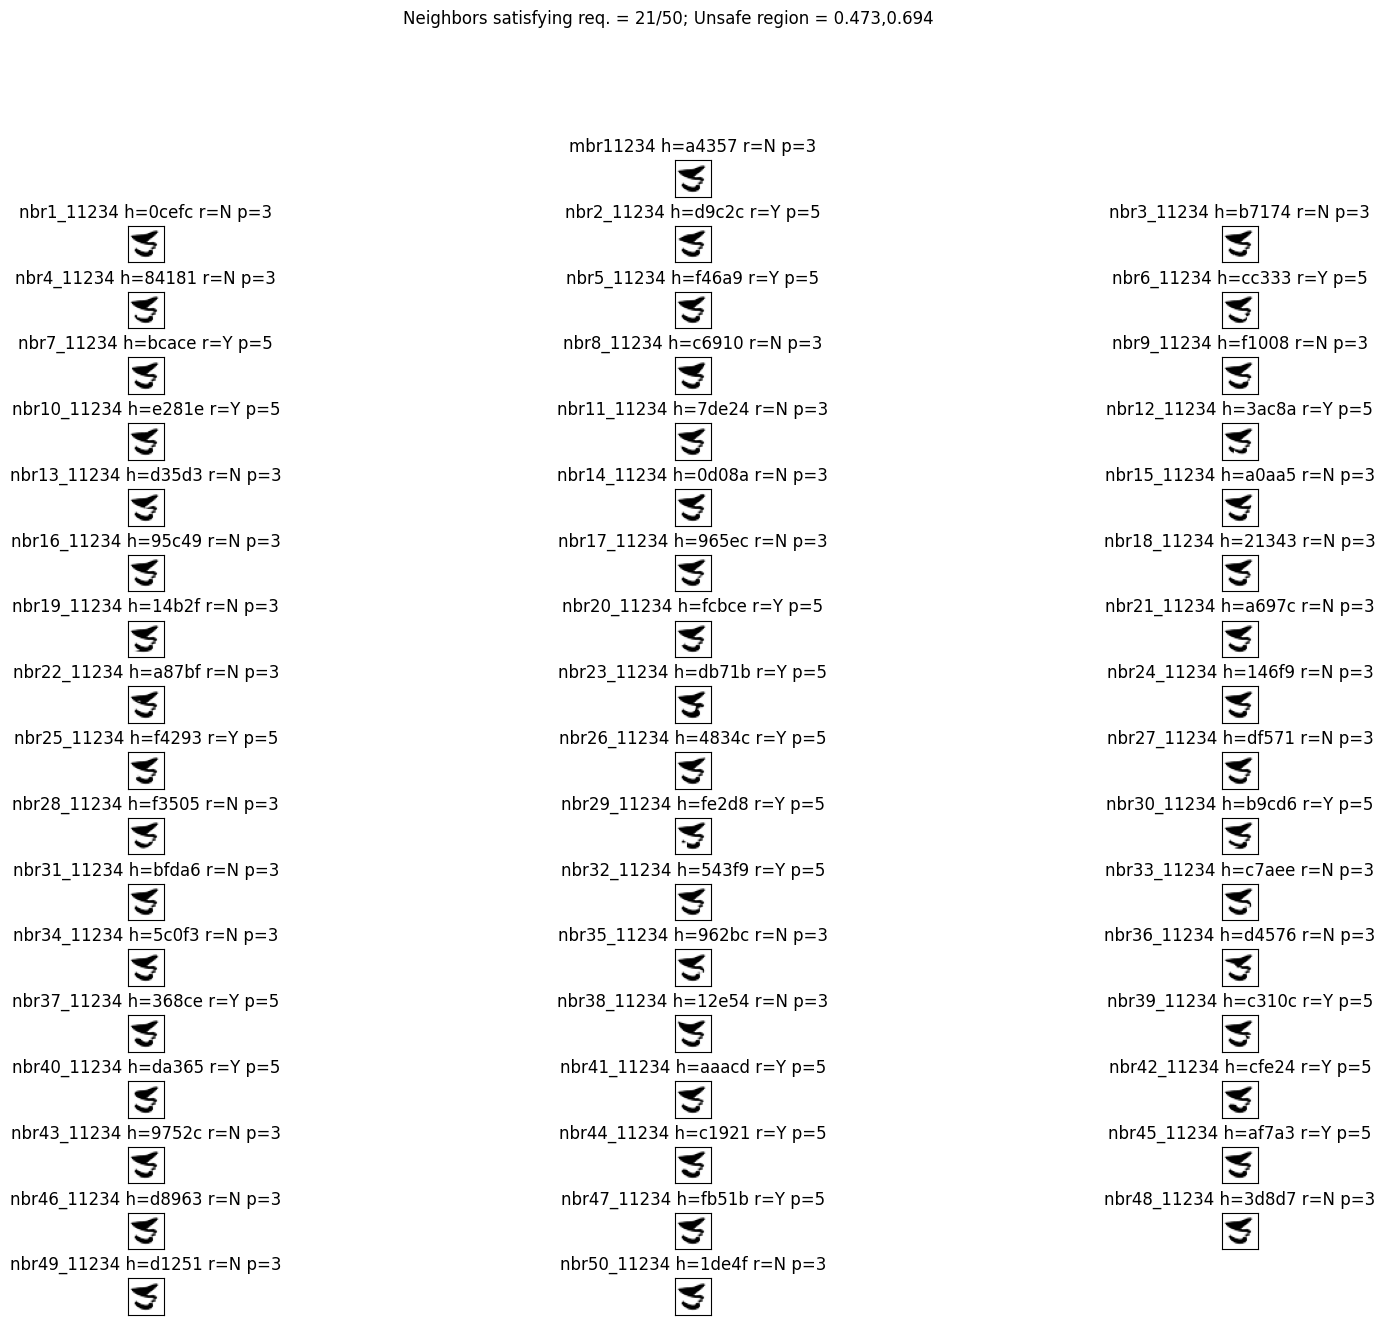 Neighbors satisfying req. = 21/50; Unsafe region = 0.473,0.694
mbr11234 h=a4357 r=N p=3
nbr1_11234 h=0cefc r=N p=3 nbr2_11234 h=d9c2c r=Y p=5 nbr3_11234 h=b7174 r=N p=3
nbr4_11234 h=84181 r=N p=3 nbr5_11234 h=f46a9 r=Y p=5 nbr6_11234 h=cc333 r=Y p=5
nbr7_11234 h=bcace r=Y p=5 nbr8_11234 h=c6910 r=N p=3 nbr9_11234 h=f1008 r=N p=3
nbr10_11234 h=e281e r=Y p=5 nbr11_11234 h=7de24 r=N p=3 nbr12_11234 h=3ac8a r=Y p=5
nbr13_11234 h=d35d3 r=N p=3 nbr14_11234 h=0d08a r=N p=3 nbr15_11234 h=a0aa5 r=N p=3
nbr16_11234 h=95c49 r=N p=3 nbr17_11234 h=965ec r=N p=3 nbr18_11234 h=21343 r=N p=3
nbr19_11234 h=14b2f r=N p=3 nbr20_11234 h=fcbce r=Y p=5 nbr21_11234 h=a697c r=N p=3
nbr22_11234 h=a87bf r=N p=3 nbr23_11234 h=db71b r=Y p=5 nbr24_11234 h=146f9 r=N p=3
nbr25_11234 h=f4293 r=Y p=5 nbr26_11234 h=4834c r=Y p=5 nbr27_11234 h=df571 r=N p=3
nbr28_11234 h=f3505 r=N p=3 nbr29_11234 h=fe2d8 r=Y p=5 nbr30_11234 h=b9cd6 r=Y p=5
nbr31_11234 h=bfda6 r=N p=3 nbr32_11234 h=543f9 r=Y p=5 nbr33_11234 h=c7aee r=N p=3
nbr34_11234 h=5c0f3 r=N p=3 nbr35_11234 h=962bc r=N p=3 nbr36_11234 h=d4576 r=N p=3
nbr37_11234 h=368ce r=Y p=5 nbr38_11234 h=12e54 r=N p=3 nbr39_11234 h=c310c r=Y p=5
nbr40_11234 h=da365 r=Y p=5 nbr41_11234 h=aaacd r=Y p=5 nbr42_11234 h=cfe24 r=Y p=5
nbr43_11234 h=9752c r=N p=3 nbr44_11234 h=c1921 r=Y p=5 nbr45_11234 h=af7a3 r=Y p=5
nbr46_11234 h=d8963 r=N p=3 nbr47_11234 h=fb51b r=Y p=5 nbr48_11234 h=3d8d7 r=N p=3
nbr49_11234 h=d1251 r=N p=3 nbr50_11234 h=1de4f r=N p=3